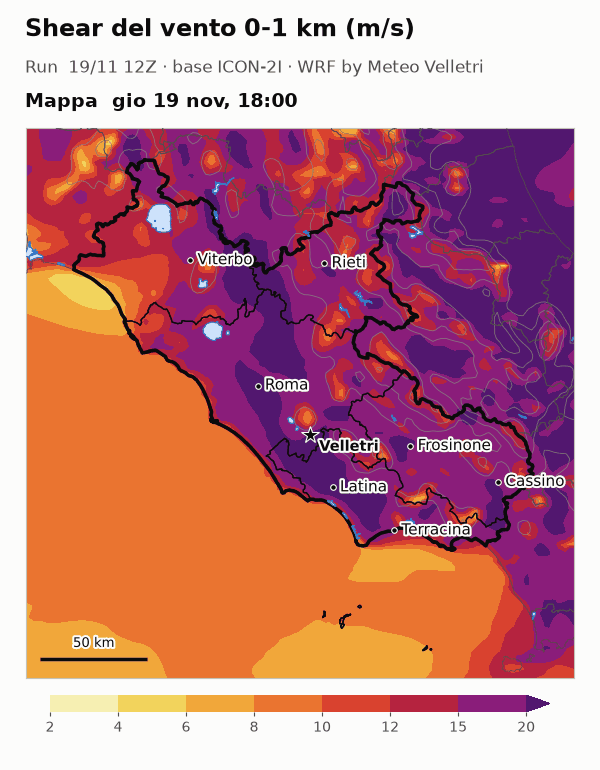 Shear del vento 0-1 km (m/s)
Run  19/11 12Z · base ICON-2I · WRF by Meteo Velletri
Mappa  gio 19 nov, 18:00
Viterbo
Rieti
Roma
Velletri
Frosinone
Latina
Cassino
Terracina
50 km
2 4 6 8 10 12 15 20